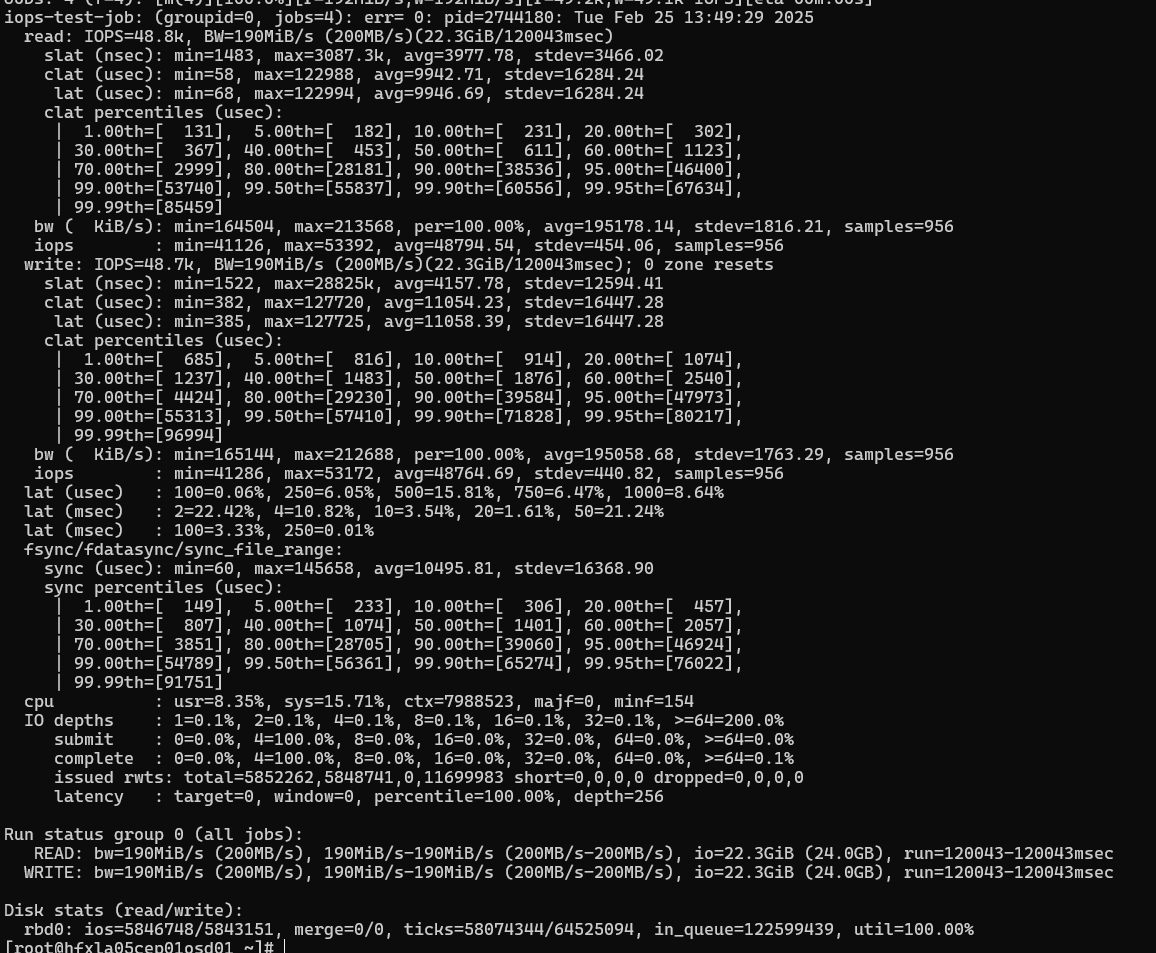 jobs: 4 (f=4): [m(4)][100.0%][r=192MiB/s,w=192MiB/s][r=49.2k,w=49.1k IOPS][eta 00m:00s]
iops-test-job: (groupid=0, jobs=4): err= 0: pid=2744180: Tue Feb 25 13:49:29 2025
  read: IOPS=48.8k, BW=190MiB/s (200MB/s)(22.3GiB/120043msec)
    slat (nsec): min=1483, max=3087.3k, avg=3977.78, stdev=3466.02
    clat (usec): min=58, max=122988, avg=9942.71, stdev=16284.24
     lat (usec): min=68, max=122994, avg=9946.69, stdev=16284.24
    clat percentiles (usec):
     |  1.00th=[  131],  5.00th=[  182], 10.00th=[  231], 20.00th=[  302],
     | 30.00th=[  367], 40.00th=[  453], 50.00th=[  611], 60.00th=[ 1123],
     | 70.00th=[ 2999], 80.00th=[28181], 90.00th=[38536], 95.00th=[46400],
     | 99.00th=[53740], 99.50th=[55837], 99.90th=[60556], 99.95th=[67634],
     | 99.99th=[85459]
   bw (  KiB/s): min=164504, max=213568, per=100.00%, avg=195178.14, stdev=1816.21, samples=956
   iops        : min=41126, max=53392, avg=48794.54, stdev=454.06, samples=956
  write: IOPS=48.7k, BW=190MiB/s (200MB/s)(22.3GiB/120043msec); 0 zone resets
    slat (nsec): min=1522, max=28825k, avg=4157.78, stdev=12594.41
    clat (usec): min=382, max=127720, avg=11054.23, stdev=16447.28
     lat (usec): min=385, max=127725, avg=11058.39, stdev=16447.28
    clat percentiles (usec):
     |  1.00th=[  685],  5.00th=[  816], 10.00th=[  914], 20.00th=[ 1074],
     | 30.00th=[ 1237], 40.00th=[ 1483], 50.00th=[ 1876], 60.00th=[ 2540],
     | 70.00th=[ 4424], 80.00th=[29230], 90.00th=[39584], 95.00th=[47973],
     | 99.00th=[55313], 99.50th=[57410], 99.90th=[71828], 99.95th=[80217],
     | 99.99th=[96994]
   bw (  KiB/s): min=165144, max=212688, per=100.00%, avg=195058.68, stdev=1763.29, samples=956
   iops        : min=41286, max=53172, avg=48764.69, stdev=440.82, samples=956
  lat (usec)   : 100=0.06%, 250=6.05%, 500=15.81%, 750=6.47%, 1000=8.64%
  lat (msec)   : 2=22.42%, 4=10.82%, 10=3.54%, 20=1.61%, 50=21.24%
  lat (msec)   : 100=3.33%, 250=0.01%
  fsync/fdatasync/sync_file_range:
    sync (usec): min=60, max=145658, avg=10495.81, stdev=16368.90
    sync percentiles (usec):
     |  1.00th=[  149],  5.00th=[  233], 10.00th=[  306], 20.00th=[  457],
     | 30.00th=[  807], 40.00th=[ 1074], 50.00th=[ 1401], 60.00th=[ 2057],
     | 70.00th=[ 3851], 80.00th=[28705], 90.00th=[39060], 95.00th=[46924],
     | 99.00th=[54789], 99.50th=[56361], 99.90th=[65274], 99.95th=[76022],
     | 99.99th=[91751]
  cpu          : usr=8.35%, sys=15.71%, ctx=7988523, majf=0, minf=154
  IO depths    : 1=0.1%, 2=0.1%, 4=0.1%, 8=0.1%, 16=0.1%, 32=0.1%, >=64=200.0%
     submit    : 0=0.0%, 4=100.0%, 8=0.0%, 16=0.0%, 32=0.0%, 64=0.0%, >=64=0.0%
     complete  : 0=0.0%, 4=100.0%, 8=0.0%, 16=0.0%, 32=0.0%, 64=0.0%, >=64=0.1%
     issued rwts: total=5852262,5848741,0,11699983 short=0,0,0,0 dropped=0,0,0,0
     latency   : target=0, window=0, percentile=100.00%, depth=256
Run status group 0 (all jobs):
   READ: bw=190MiB/s (200MB/s), 190MiB/s-190MiB/s (200MB/s-200MB/s), io=22.3GiB (24.0GB), run=120043-120043msec
  WRITE: bw=190MiB/s (200MB/s), 190MiB/s-190MiB/s (200MB/s-200MB/s), io=22.3GiB (24.0GB), run=120043-120043msec
Disk stats (read/write):
  rbd0: ios=5846748/5843151, merge=0/0, ticks=58074344/64525094, in_queue=122599439, util=100.00%
[root@hfxla05cep01osd01 ~]#